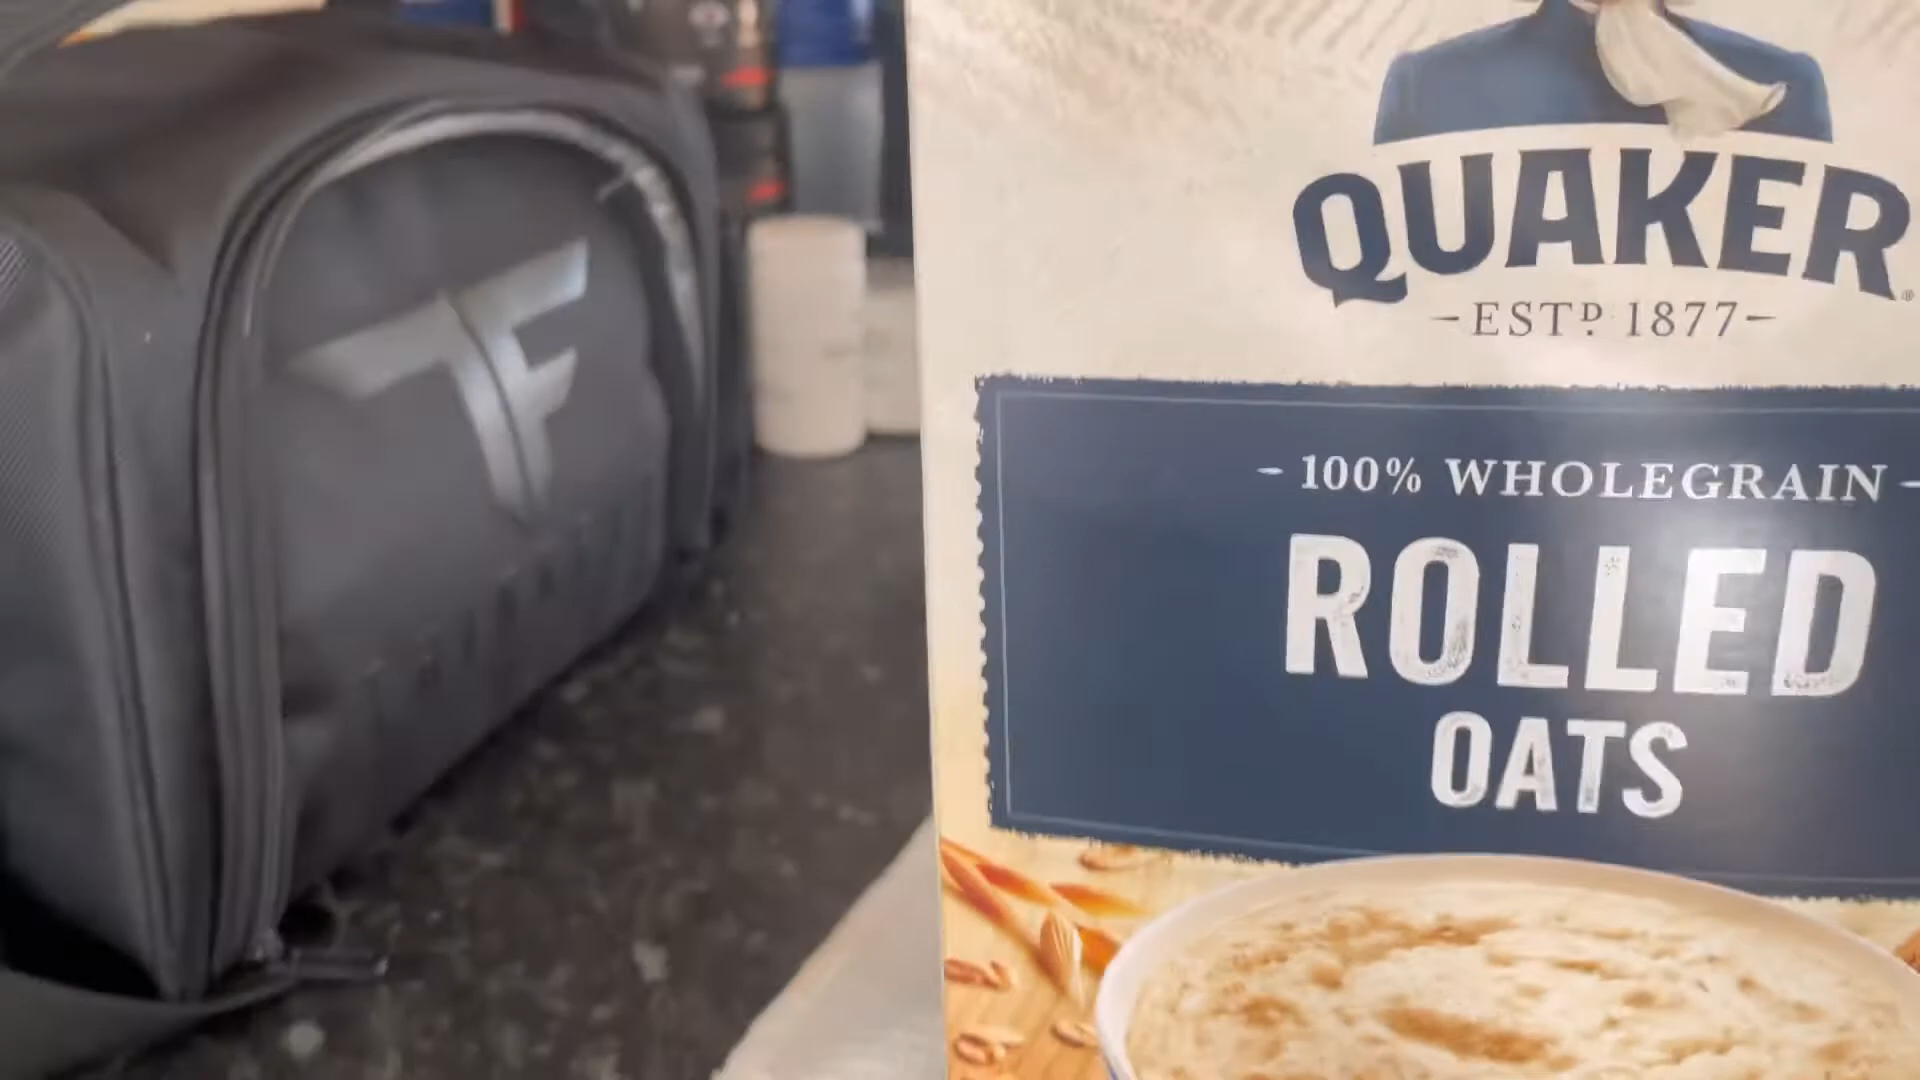 QUAKER
-ESTᴰ. 1877-
- 100% WHOLEGRAIN -
ROLLED
OATS